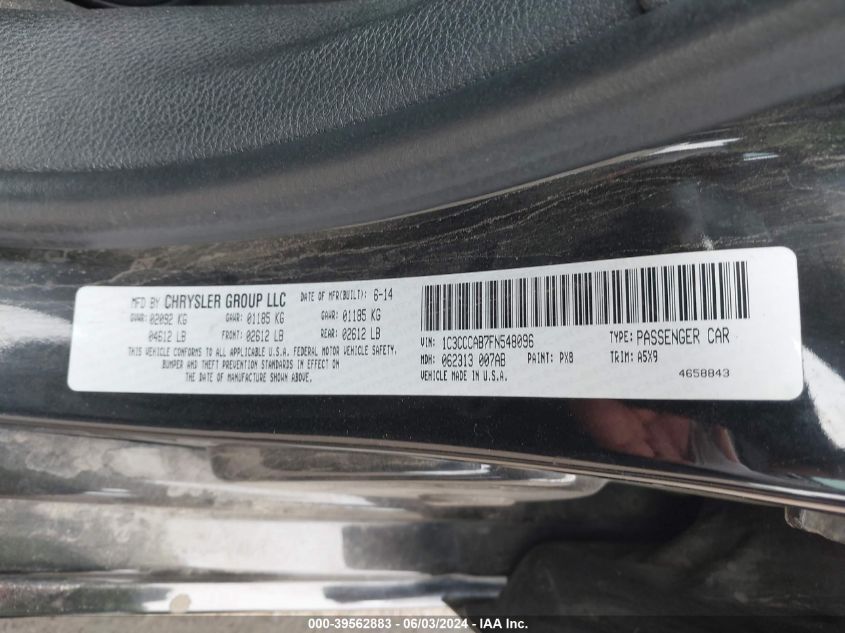 MFD BY CHRYSLER GROUP LLC DATE OF MFR(BUILT): 6-14
GVWR: 02092 KG GAWR: 01185 KG GAWR: 01185 KG
04612 LB FRONT: 02612 LB REAR: 02612 LB
THIS VEHICLE CONFORMS TO ALL APPLICABLE U.S.A. FEDERAL MOTOR VEHICLE SAFETY,
BUMPER AND THEFT PREVENTION STANDARDS IN EFFECT ON
THE DATE OF MANUFACTURE SHOWN ABOVE.
VIN: 1C3CCCAB7FN548096 TYPE: PASSENGER CAR
MDH: 062313 007AB PAINT: PX8 TRIM: A5X9
VEHICLE MADE IN U.S.A. 4658843
000-39562883 - 06/03/2024 - IAA Inc.